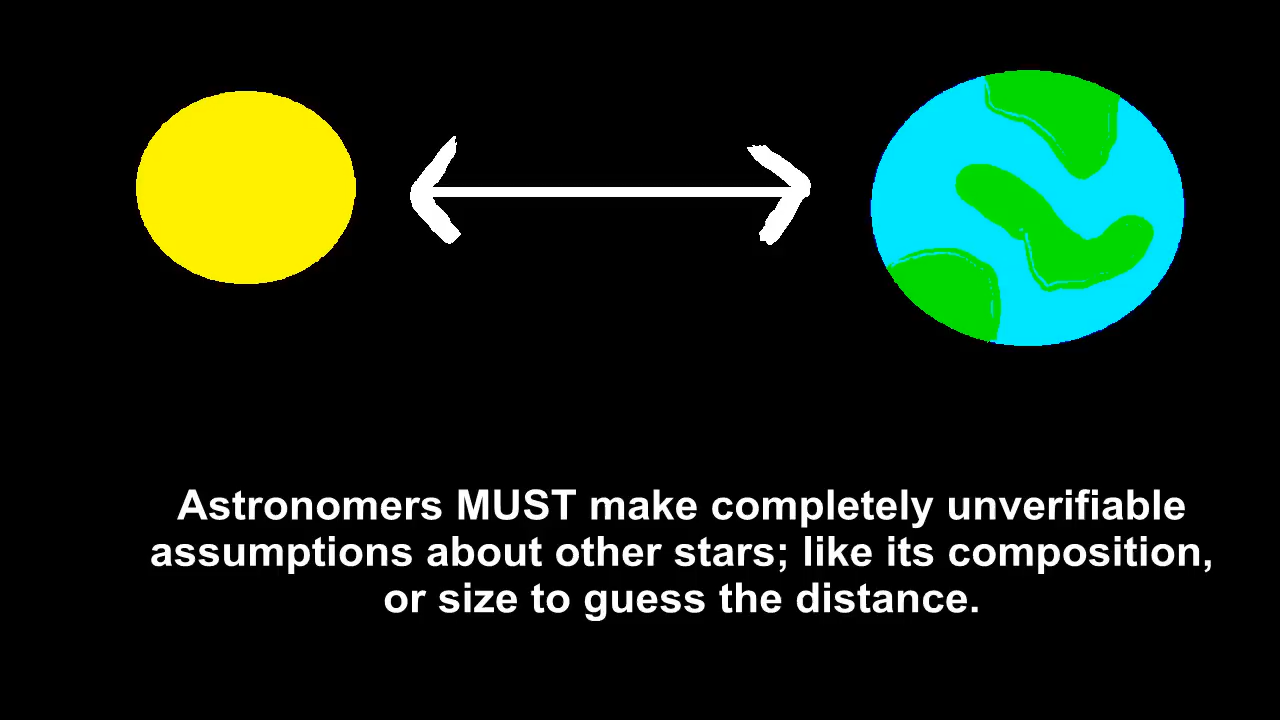 Astronomers MUST make completely unverifiable
assumptions about other stars; like its composition,
or size to guess the distance.